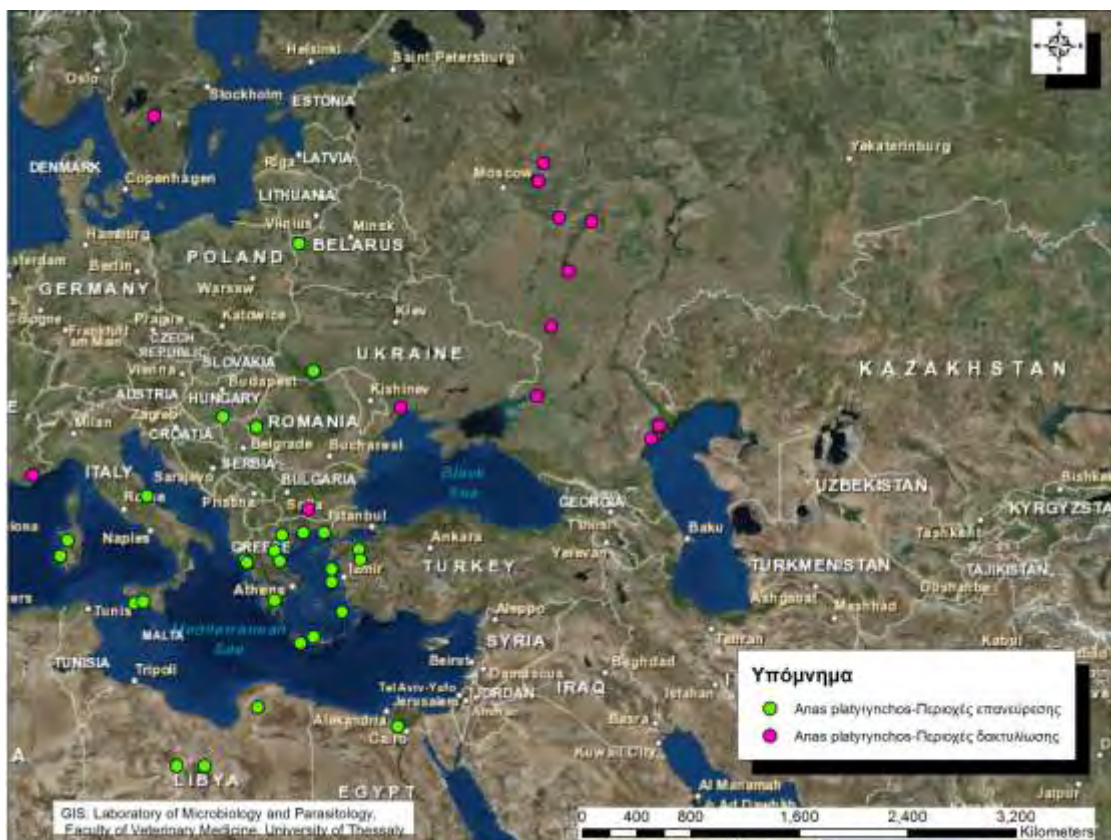 Helsinki
Saint Petersburg
Oslo
Stockholm
ESTONIA
Yekaterinburg
Riga
LATVIA
DENMARK
Moscow
Copenhagen
LITHUANIA
Vilnius
Minsk
Hamburg
BELARUS
POLAND
Berlin
GERMANY
Warsaw
Cologne
Prague
Katowice
Kiev
Frankfurt
am Main
CZECH
REPUBLIC
SLOVAKIA
UKRAINE
Vienna
KAZAKHSTAN
Budapest
AUSTRIA
HUNGARY
Kishinev
Zagreb
Milan
CROATIA
ROMANIA
Belgrade
Bucharest
ITALY
Sarajevo
SERBIA
Black
Sea
BULGARIA
UZBEKISTAN
Rome
Sofia
GEORGIA
KYRGYZSTA
Istanbul
Tbilisi
Tashkent
Naples
Baku
GREECE
Ankara
Yerevan
TURKEY
TURKMENISTAN
TAJIKISTAN
Izmir
Athens
Ashgabat
Dushanbe
Tunis
Aleppo
Mashhad
MALTA
Mediterranean
Sea
SYRIA
Tehran
Kabul
TUNISIA
Tripoli
Beirut
Damascus
Baghdad
Tel Aviv-Yafo
Jerusalem
JORDAN
IRAQ
Amman
Alexandria
Cairo
Basra
Kuwait City
LIBYA
EGYPT
Al Manamah
Jaipur
Υπόμνημα
Anas platyrynchos-Περιοχές επανεύρεσης
Anas platyrynchos-Περιοχές δακτυλίωσης
GIS: Laboratory of Microbiology and Parasitology,
Faculty of Veterinary Medicine, University of Thessaly
0 400 800 1,600 2,400 3,200
Kilometers